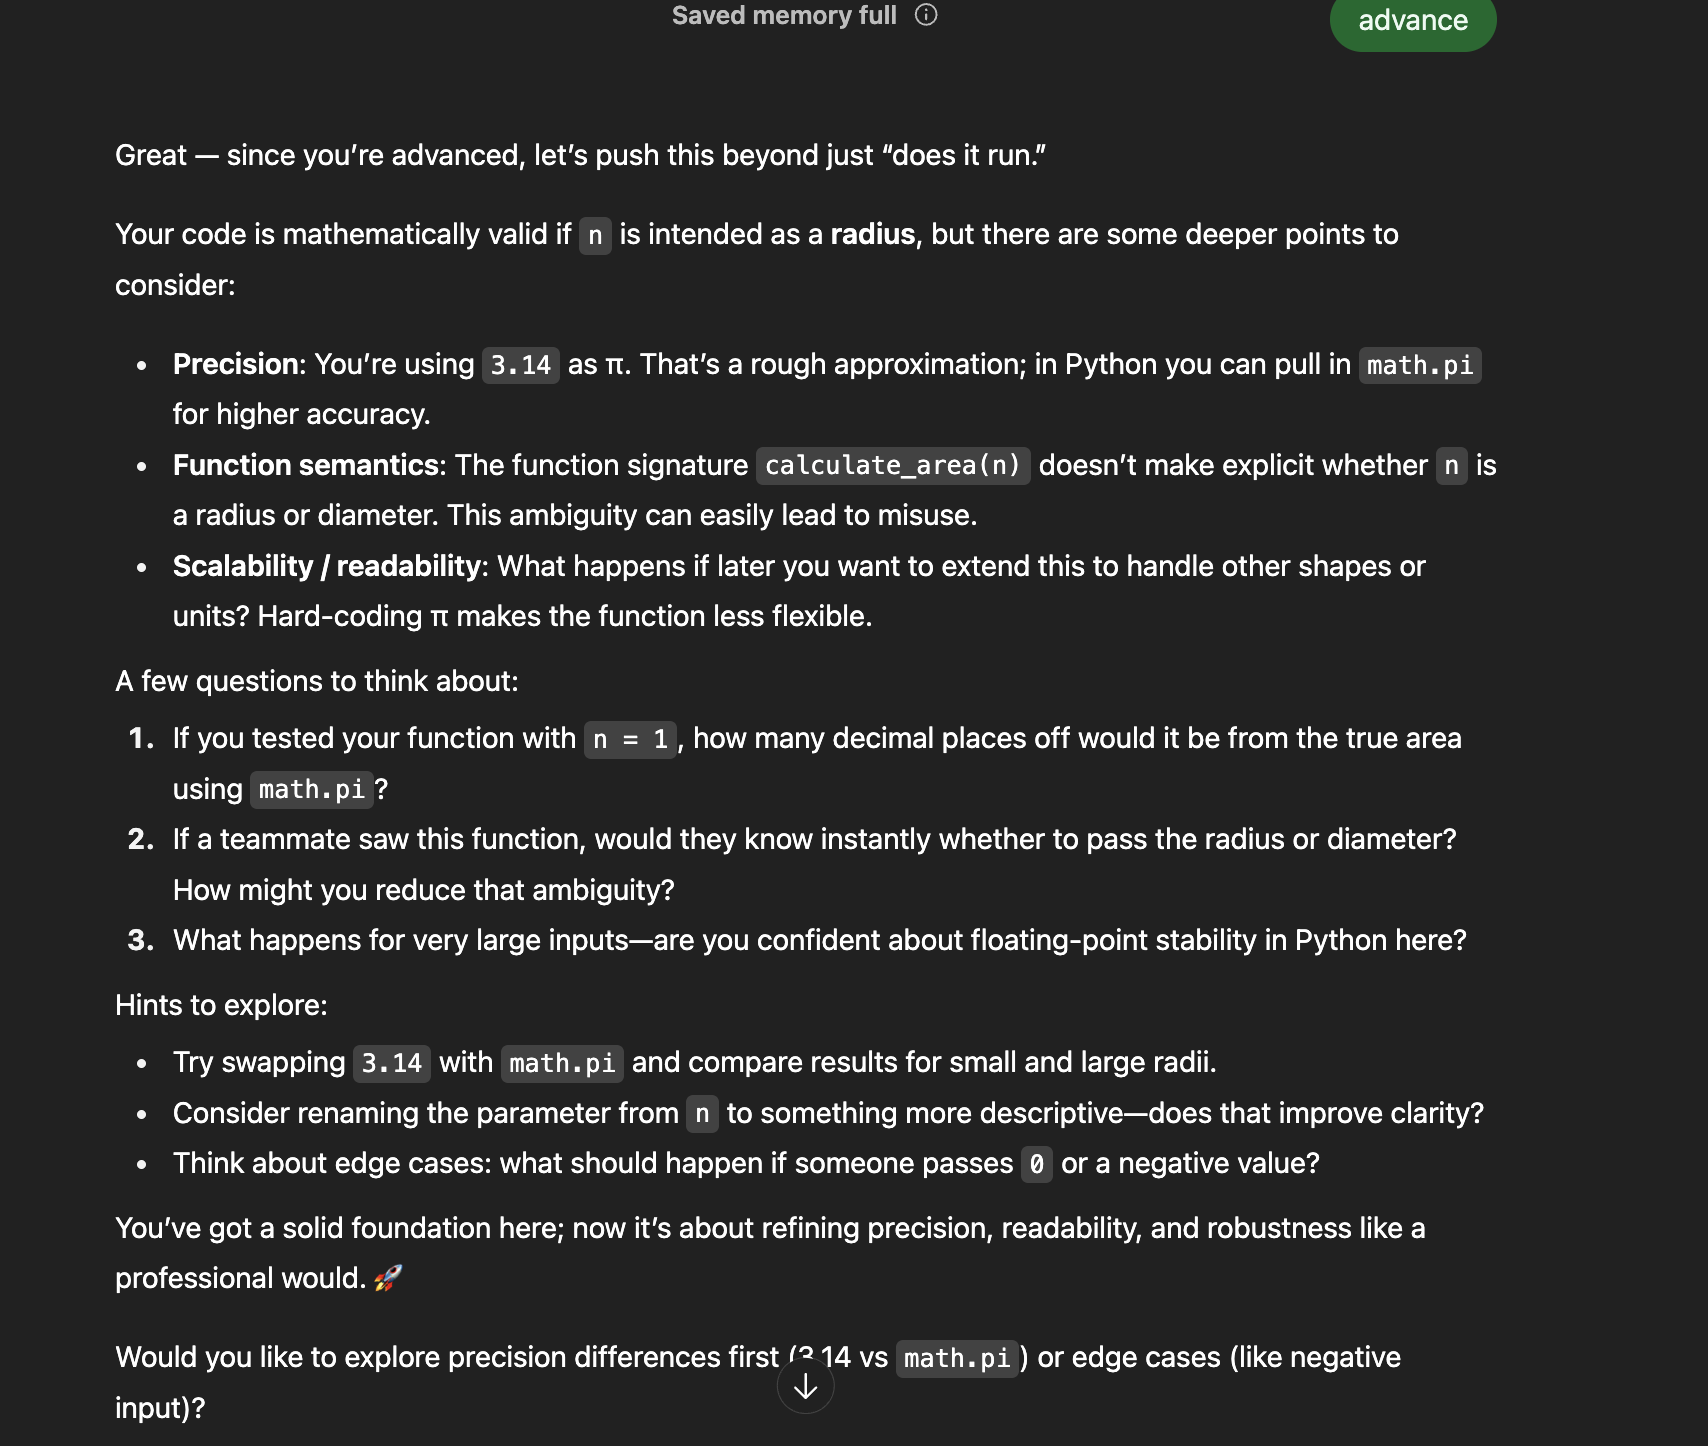 Saved memory full
advance
Great — since you’re advanced, let’s push this beyond just “does it run.”
Your code is mathematically valid if n is intended as a radius, but there are some deeper points to
consider:
• Precision: You’re using 3.14 as π. That’s a rough approximation; in Python you can pull in math.pi
for higher accuracy.
• Function semantics: The function signature calculate_area(n) doesn’t make explicit whether n is
a radius or diameter. This ambiguity can easily lead to misuse.
• Scalability / readability: What happens if later you want to extend this to handle other shapes or
units? Hard-coding π makes the function less flexible.
A few questions to think about:
1. If you tested your function with n = 1, how many decimal places off would it be from the true area
using math.pi?
2. If a teammate saw this function, would they know instantly whether to pass the radius or diameter?
How might you reduce that ambiguity?
3. What happens for very large inputs—are you confident about floating-point stability in Python here?
Hints to explore:
• Try swapping 3.14 with math.pi and compare results for small and large radii.
• Consider renaming the parameter from n to something more descriptive—does that improve clarity?
• Think about edge cases: what should happen if someone passes 0 or a negative value?
You’ve got a solid foundation here; now it’s about refining precision, readability, and robustness like a
professional would. 🚀
Would you like to explore precision differences first (3.14 vs math.pi) or edge cases (like negative
input)?